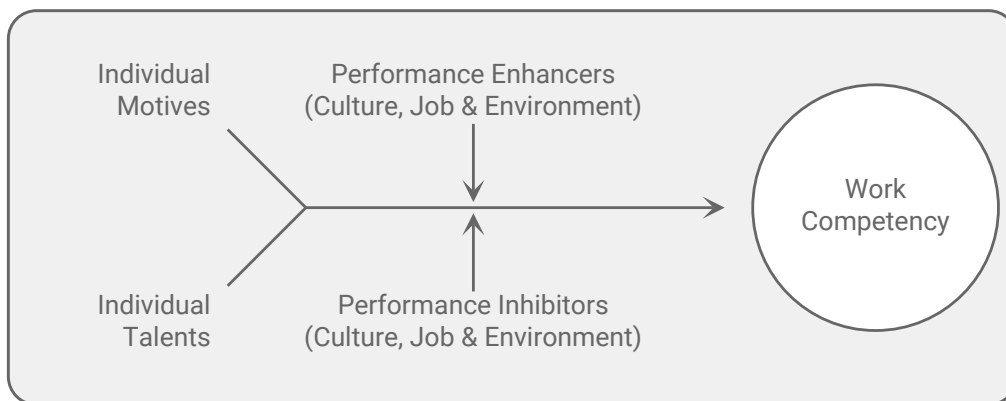 Individual
Motives
Performance Enhancers
(Culture, Job & Environment)
Work
Competency
Individual
Talents
Performance Inhibitors
(Culture, Job & Environment)